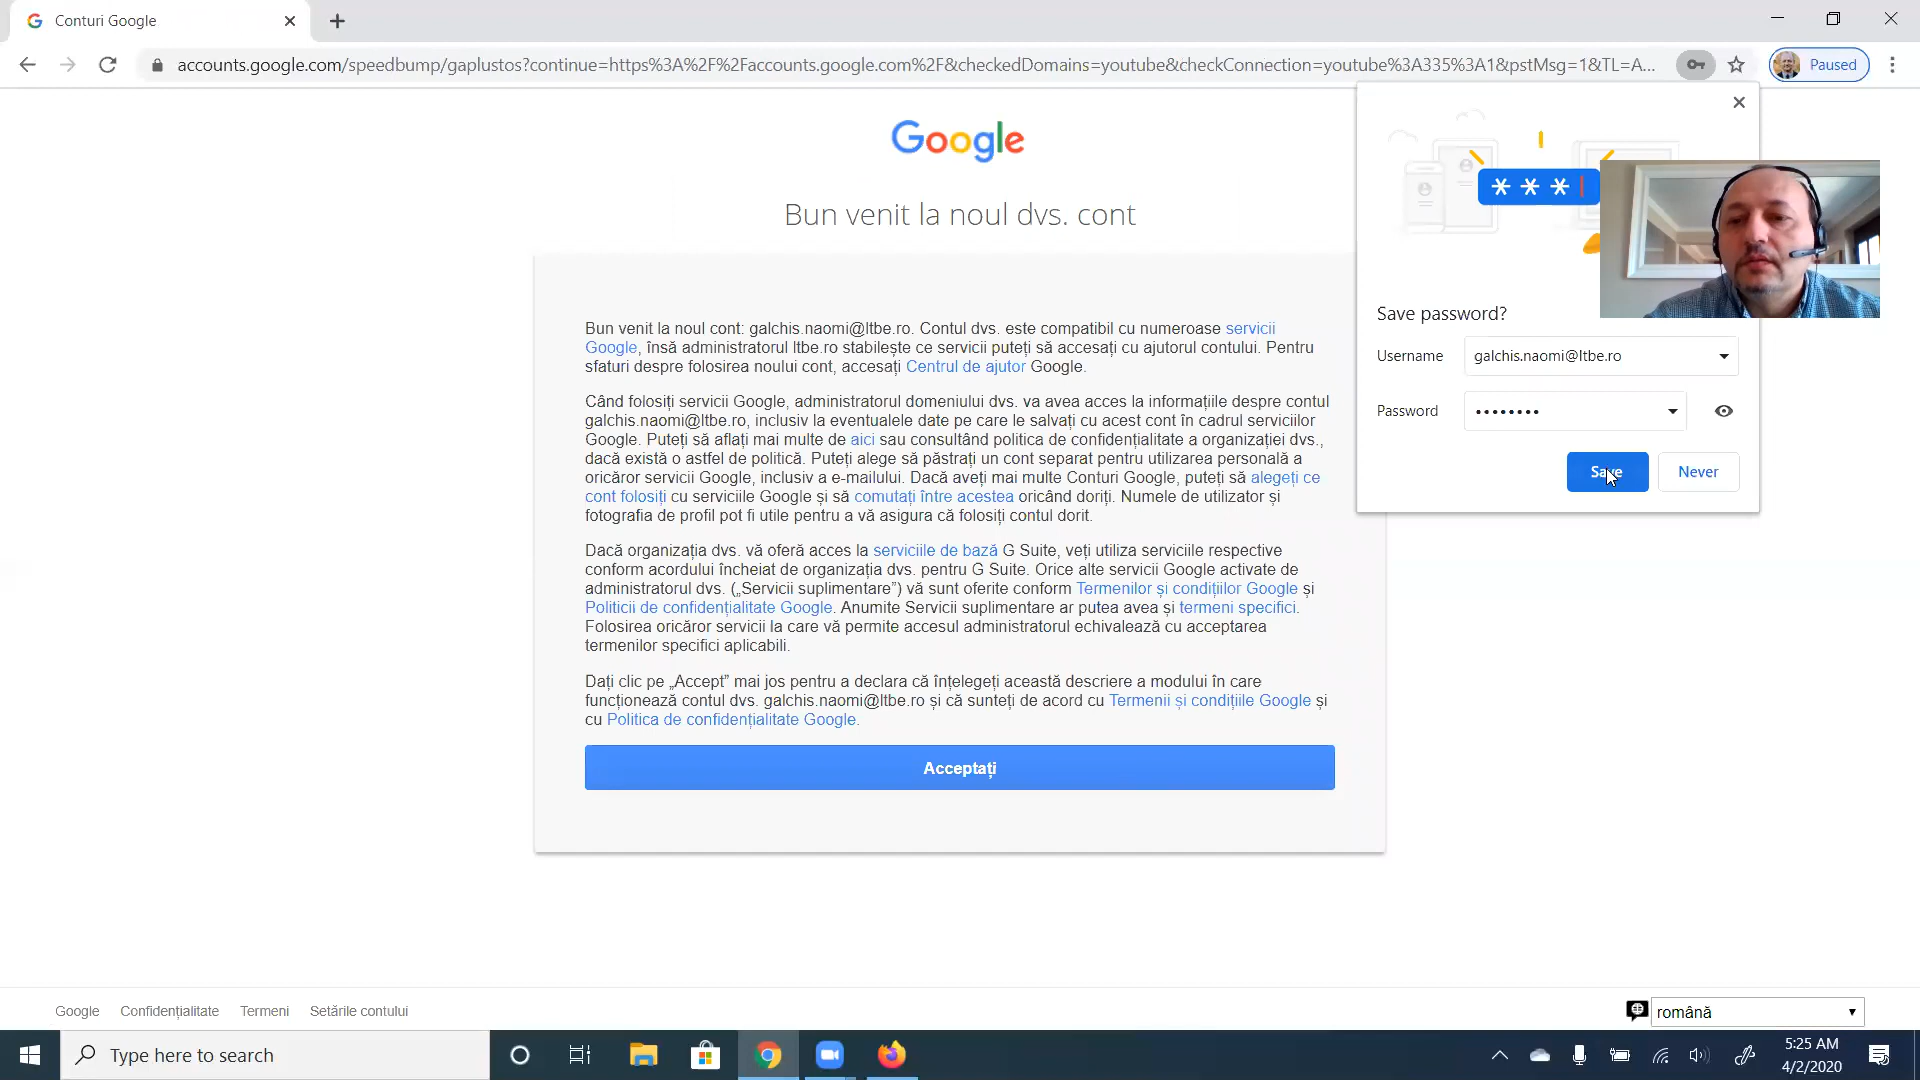 Conturi Google
accounts.google.com/speedbump/gaplustos?continue=https%3A%2F%2Faccounts.google.com%2F&checkedDomains=youtube&checkConnection=youtube%3A335%3A1&pstMsg=1&TL=A...
Paused
Google
Bun venit la noul dvs. cont
Bun venit la noul cont: galchis.naomi@ltbe.ro. Contul dvs. este compatibil cu numeroase servicii
Google, însă administratorul ltbe.ro stabilește ce servicii puteți să accesați cu ajutorul contului. Pentru
sfaturi despre folosirea noului cont, accesați Centrul de ajutor Google.
Când folosiți servicii Google, administratorul domeniului dvs. va avea acces la informațiile despre contul
galchis.naomi@ltbe.ro, inclusiv la eventualele date pe care le salvați cu acest cont în cadrul serviciilor
Google. Puteți să aflați mai multe de aici sau consultând politica de confidențialitate a organizației dvs.,
dacă există o astfel de politică. Puteți alege să păstrați un cont separat pentru utilizarea personală a
oricăror servicii Google, inclusiv a e-mailului. Dacă aveți mai multe Conturi Google, puteți să alegeți ce
cont folosiți cu serviciile Google și să comutați între acestea oricând doriți. Numele de utilizator și
fotografia de profil pot fi utile pentru a vă asigura că folosiți contul dorit.
Dacă organizația dvs. vă oferă acces la serviciile de bază G Suite, veți utiliza serviciile respective
conform acordului încheiat de organizația dvs. pentru G Suite. Orice alte servicii Google activate de
administratorul dvs. („Servicii suplimentare”) vă sunt oferite conform Termenilor și condițiilor Google și
Politicii de confidențialitate Google. Anumite Servicii suplimentare ar putea avea și termeni specifici.
Folosirea oricăror servicii la care vă permite accesul administratorul echivalează cu acceptarea
termenilor specifici aplicabili.
Dați clic pe „Accept” mai jos pentru a declara că înțelegeți această descriere a modului în care
funcționează contul dvs. galchis.naomi@ltbe.ro și că sunteți de acord cu Termenii și condițiile Google și
cu Politica de confidențialitate Google.
Acceptați
* * *
Save password?
Username galchis.naomi@ltbe.ro
Password ••••••••
Save Never
Google Confidențialitate Termeni Setările contului
română
Type here to search
5:25 AM
4/2/2020